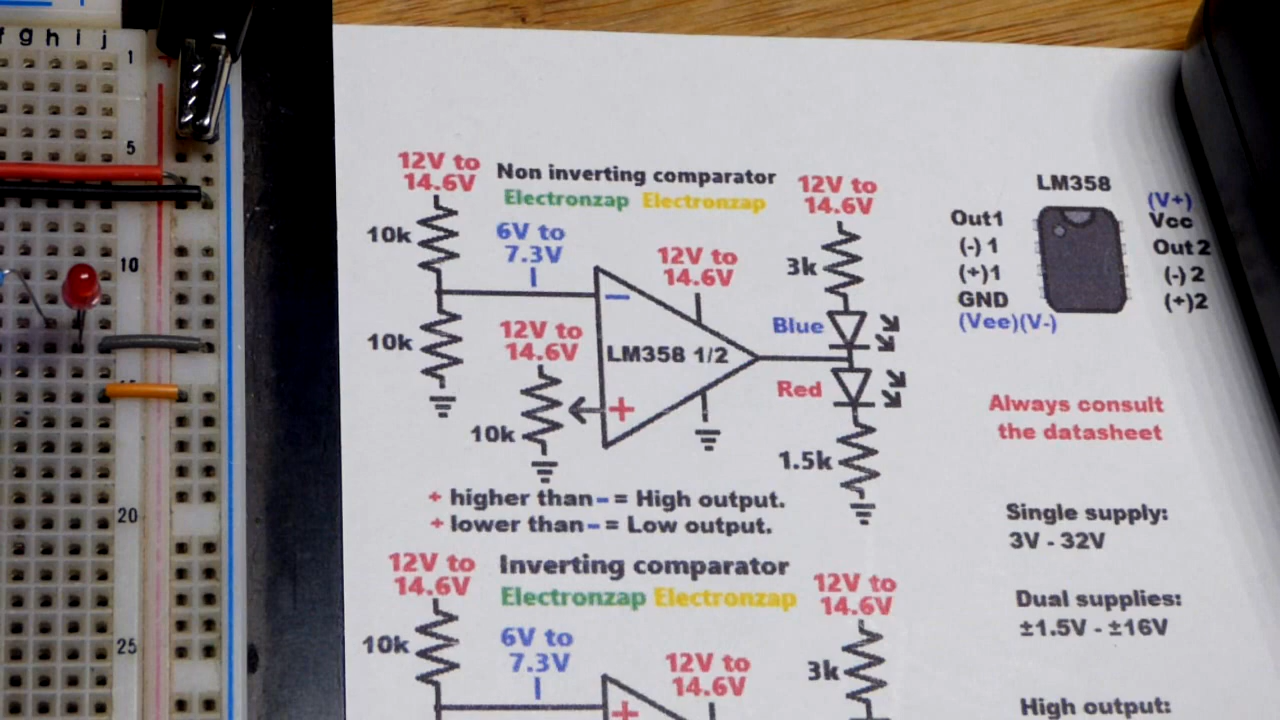 f g h i j
1
5
10
20
25
12V to
14.6V
Non inverting comparator
Electronzap Electronzap
12V to
14.6V
10k
6V to
7.3V
12V to
14.6V
3k
10k
12V to
14.6V
−
LM358 1/2
Blue
Red
+
10k
1.5k
+ higher than − = High output.
+ lower than − = Low output.
12V to
14.6V
Inverting comparator
Electronzap Electronzap
12V to
14.6V
10k
6V to
7.3V
12V to
14.6V
3k
+
LM358
Out1
(-) 1
(+)1
GND
(Vee)(V-)
(V+)
Vcc
Out 2
(-) 2
(+)2
Always consult
the datasheet
Single supply:
3V - 32V
Dual supplies:
±1.5V - ±16V
High output: